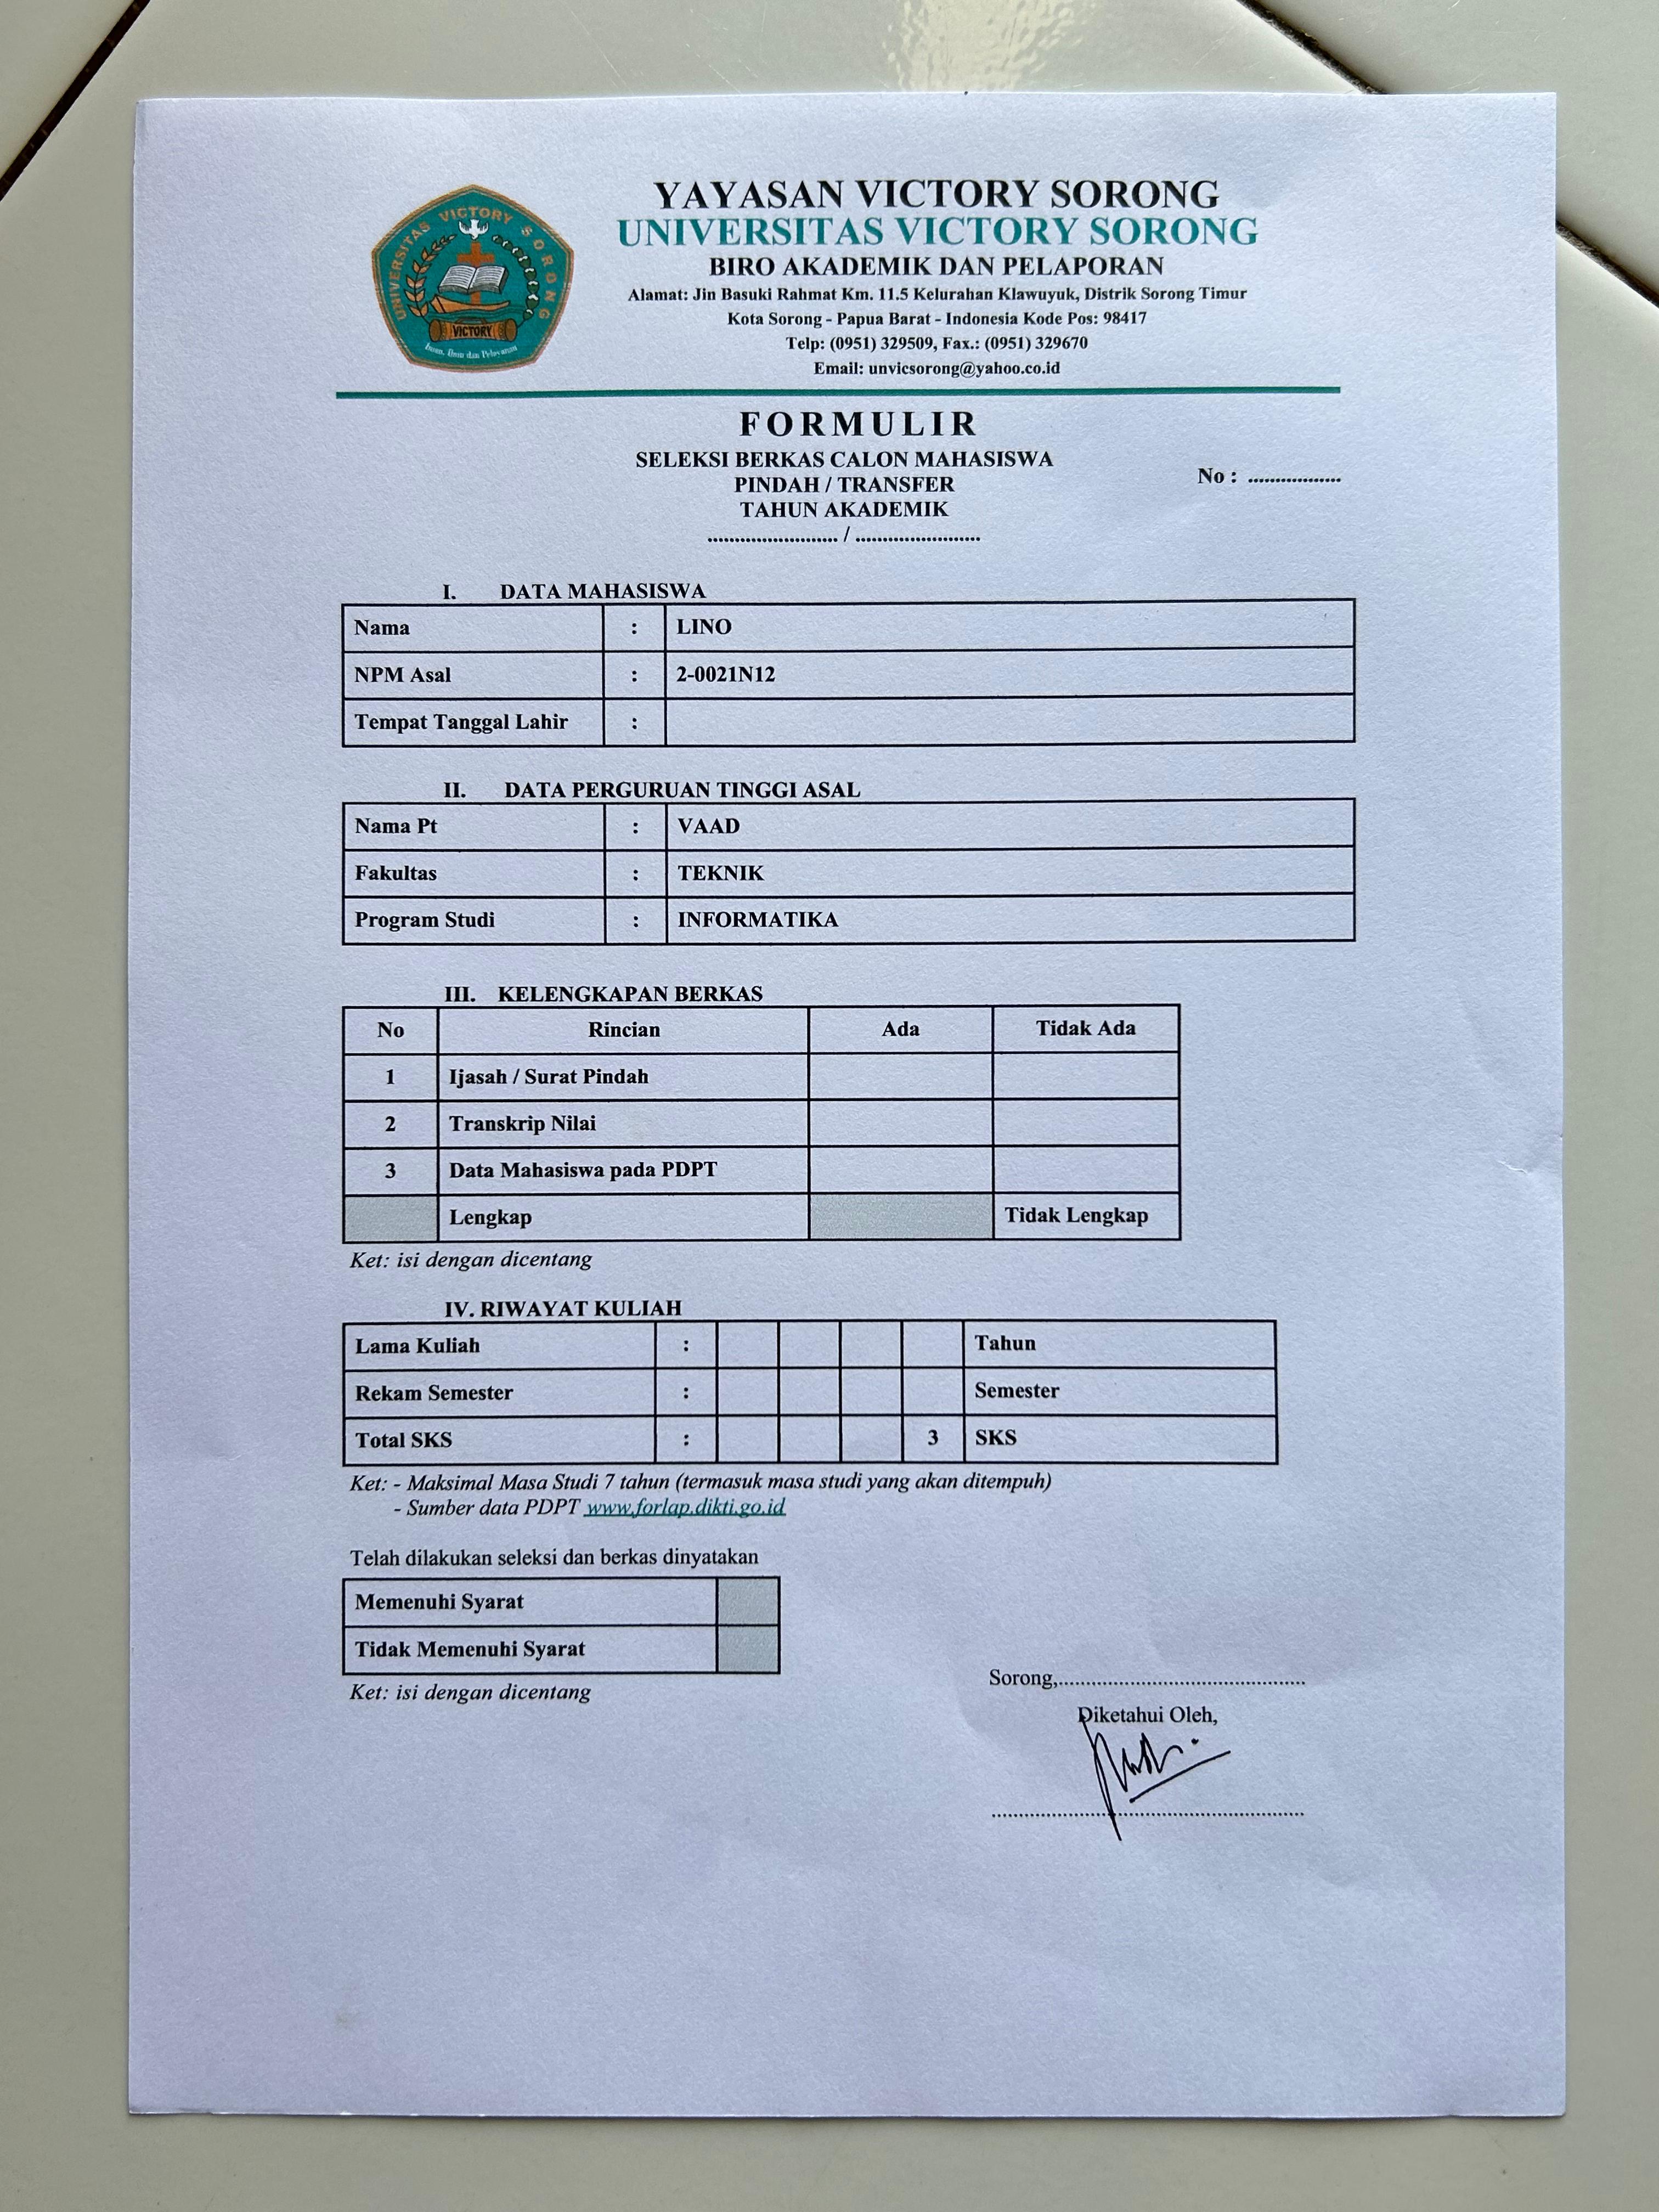 UNIVERSITAS VICTORY SORONG
VICTORY
Iman, Ilmu dan Pelayanan
YAYASAN VICTORY SORONG
UNIVERSITAS VICTORY SORONG
BIRO AKADEMIK DAN PELAPORAN
Alamat: Jin Basuki Rahmat Km. 11.5 Kelurahan Klawuyuk, Distrik Sorong Timur
Kota Sorong - Papua Barat - Indonesia Kode Pos: 98417
Telp: (0951) 329509, Fax.: (0951) 329670
Email: unvicsorong@yahoo.co.id
FORMULIR
SELEKSI BERKAS CALON MAHASISWA
PINDAH / TRANSFER
TAHUN AKADEMIK
........................ / .......................
No : .................
I. DATA MAHASISWA
Nama : LINO
NPM Asal : 2-0021N12
Tempat Tanggal Lahir :
II. DATA PERGURUAN TINGGI ASAL
Nama Pt : VAAD
Fakultas : TEKNIK
Program Studi : INFORMATIKA
III. KELENGKAPAN BERKAS
No Rincian Ada Tidak Ada
1 Ijasah / Surat Pindah
2 Transkrip Nilai
3 Data Mahasiswa pada PDPT
Lengkap Tidak Lengkap
Ket: isi dengan dicentang
IV. RIWAYAT KULIAH
Lama Kuliah : Tahun
Rekam Semester : Semester
Total SKS : 3 SKS
Ket: - Maksimal Masa Studi 7 tahun (termasuk masa studi yang akan ditempuh)
- Sumber data PDPT www.forlap.dikti.go.id
Telah dilakukan seleksi dan berkas dinyatakan
Memenuhi Syarat
Tidak Memenuhi Syarat
Ket: isi dengan dicentang
Sorong,.............................................
Diketahui Oleh,
.........................................................